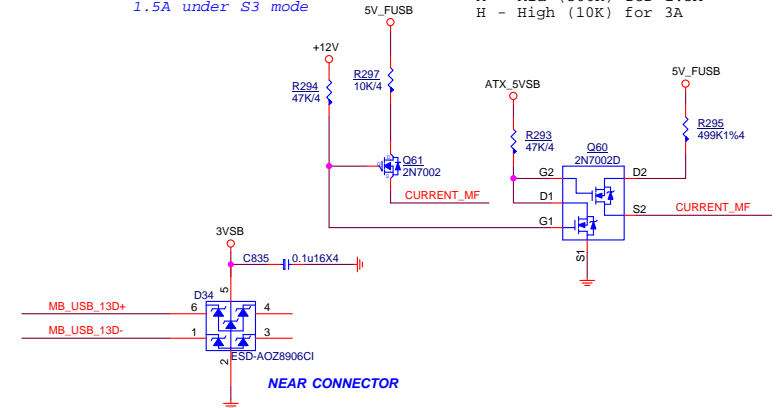 1.5A under S3 mode
H - High (10K) for 3A
5V_FUSB
+12V
R294
47K/4
R297
10K/4
ATX_5VSB
5V_FUSB
R293
47K/4
Q60
2N7002D
R295
499K1%4
Q61
2N7002
G2
D2
D1
CURRENT_MF
S2
CURRENT_MF
G1
S1
3VSB
C835
0.1u16X4
D34
5
MB_USB_13D+
6
4
MB_USB_13D-
1
3
ESD-AOZ8906CI
2
NEAR CONNECTOR